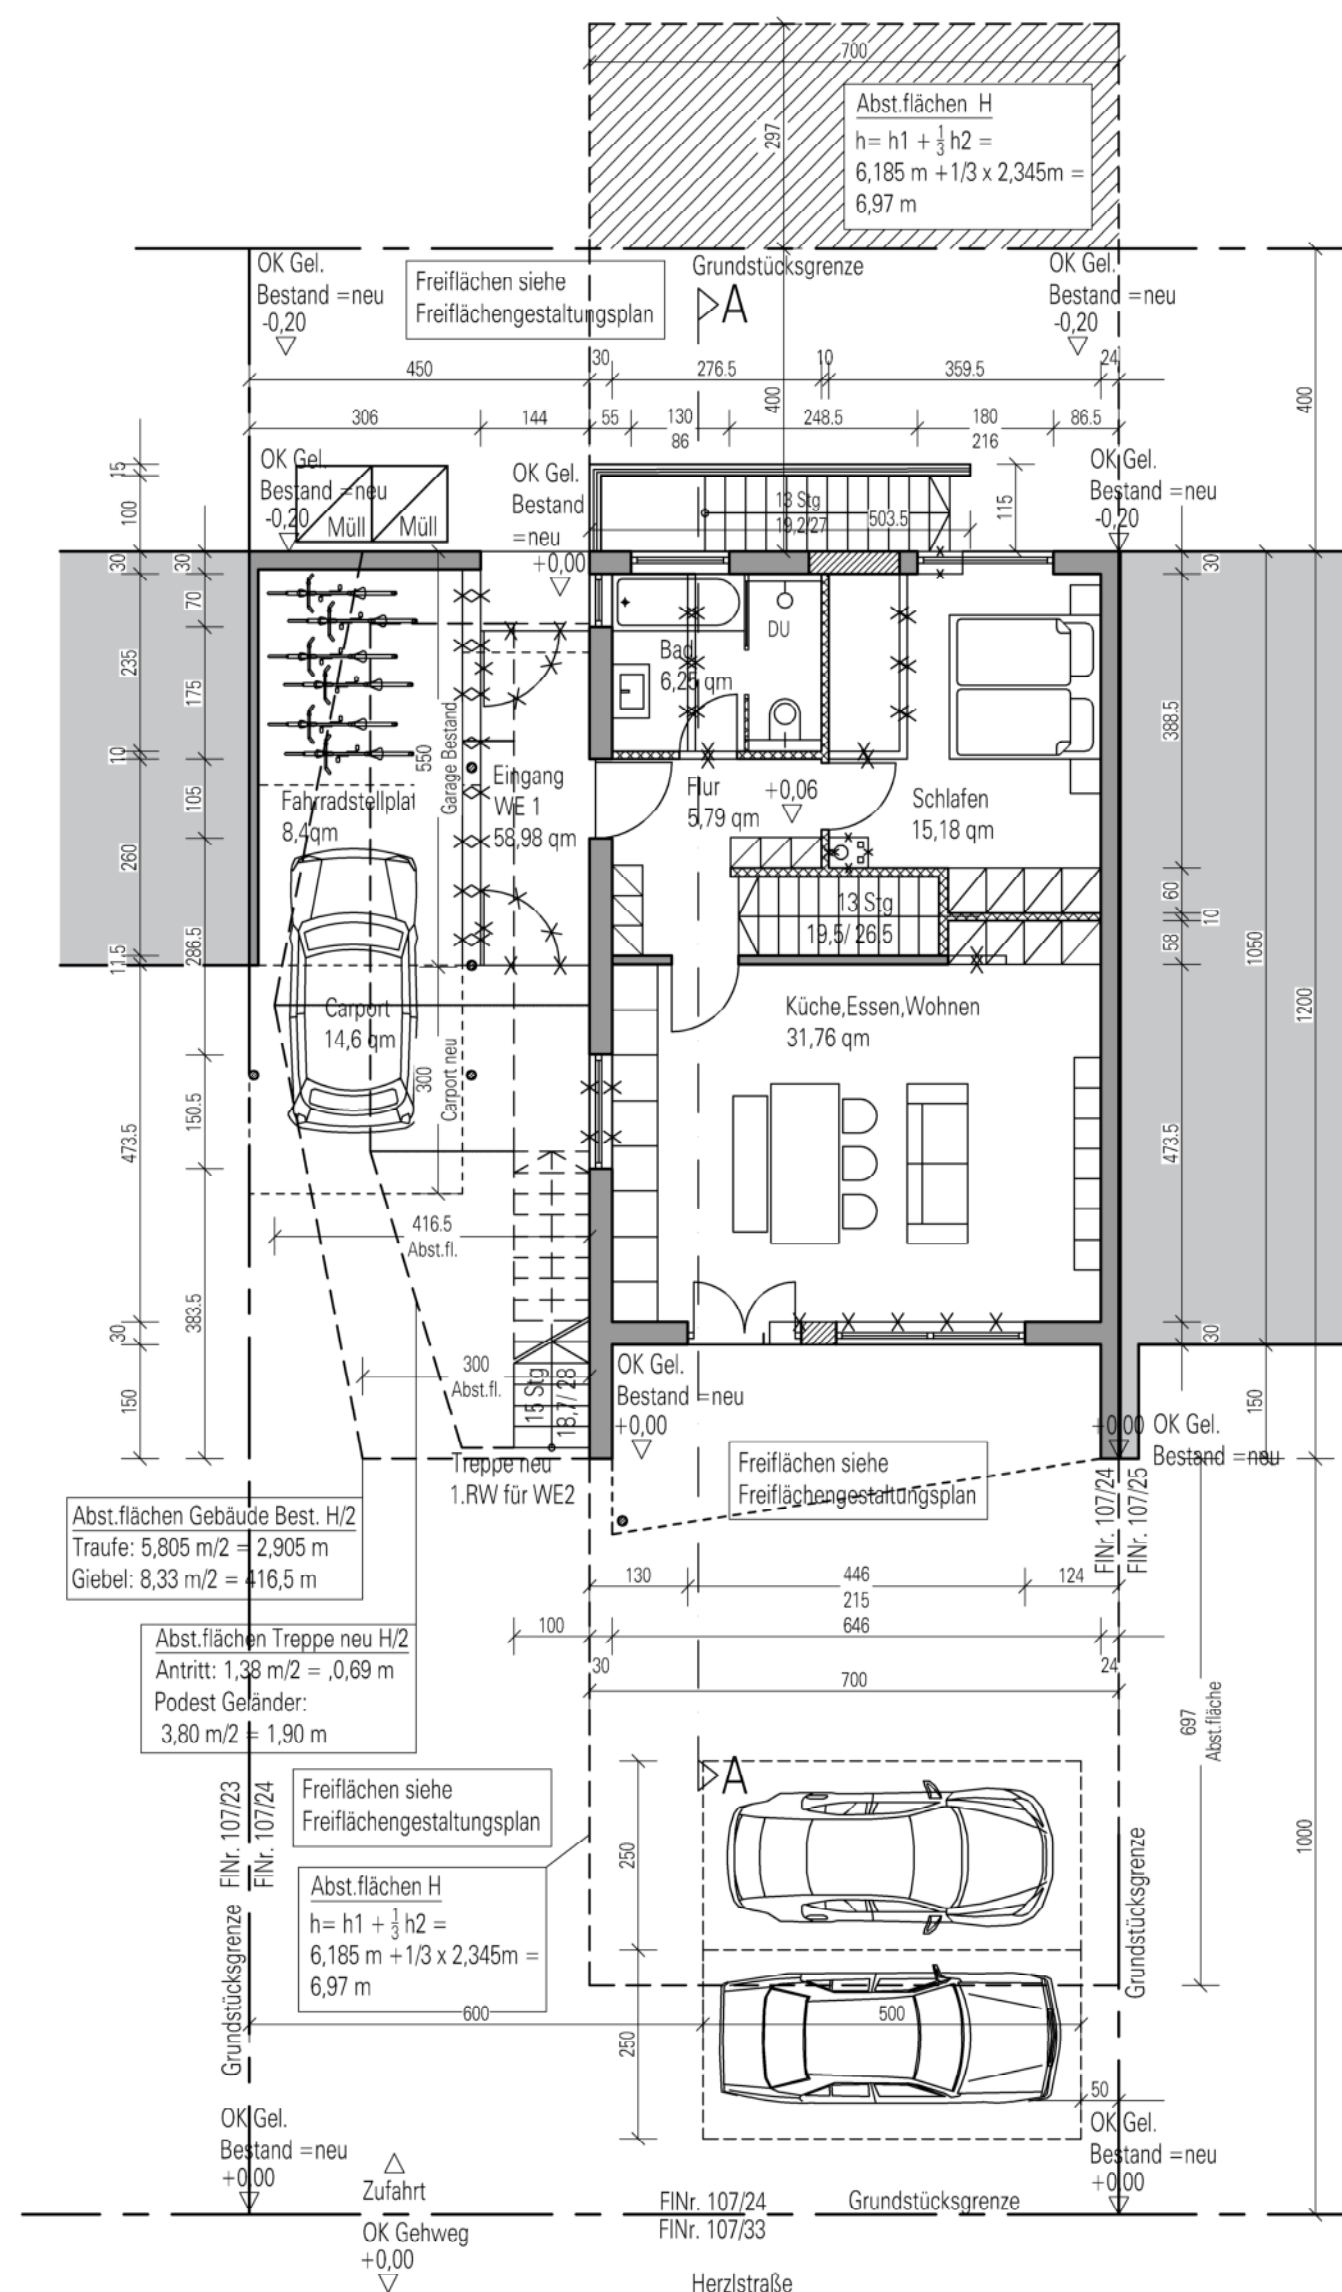 700
Abst.flächen H
h= h1 + 1/3 h2 =
6,185 m +1/3 x 2,345m =
6,97 m
297
OK Gel.
Bestand =neu
-0,20
Freiflächen siehe
Freiflächengestaltungsplan
Grundstücksgrenze
A
OK Gel.
Bestand =neu
-0,20
450
30
276.5
10
359.5
24
400
400
306
144
55
130
86
248.5
180
216
86.5
OK Gel.
Bestand =neu
-0,20
Müll
Müll
OK Gel.
Bestand
=neu
+0,00
13 Stg
19,2/27
503.5
115
OK Gel.
Bestand =neu
-0,20
15
100
30
235
10
260
11.5
473.5
30
150
30
70
175
105
286.5
150.5
383.5
550
Garage Bestand
Fahrradstellplat
8,4qm
Eingang
WE 1
58,98 qm
Bad
6,25 qm
DU
Flur
5,79 qm
+0,06
Schlafen
15,18 qm
13 Stg
19,5/ 26.5
30
388.5
60
10
58
473.5
30
1050
150
1200
Carport
14,6 qm
300
Carport neu
Küche,Essen,Wohnen
31,76 qm
416.5
Abst.fl.
300
Abst.fl.
15 Stg
18,7/ 28
Treppe neu
1.RW für WE2
OK Gel.
Bestand =neu
+0,00
+0,00
OK Gel.
Bestand =neu
Freiflächen siehe
Freiflächengestaltungsplan
FlNr. 107/24
FlNr. 107/25
Abst.flächen Gebäude Best. H/2
Traufe: 5,805 m/2 = 2,905 m
Giebel: 8,33 m/2 = 416,5 m
130
446
215
124
100
646
30
24
700
Abst.flächen Treppe neu H/2
Antritt: 1,38 m/2 = ,0,69 m
Podest Geländer:
3,80 m/2 = 1,90 m
697
Abst.fläche
A
Freiflächen siehe
Freiflächengestaltungsplan
FlNr. 107/23
FlNr. 107/24
Grundstücksgrenze
250
250
Grundstücksgrenze
1000
Abst.flächen H
h= h1 + 1/3 h2 =
6,185 m +1/3 x 2,345m =
6,97 m
600
500
50
OK Gel.
Bestand =neu
+0,00
OK Gel.
Bestand =neu
+0,00
Zufahrt
FlNr. 107/24
Grundstücksgrenze
OK Gehweg
+0,00
FlNr. 107/33
Herzlstraße